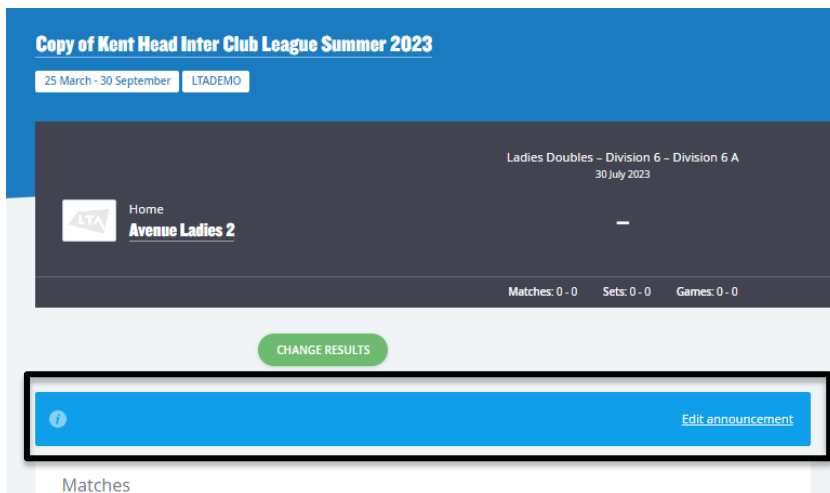 Copy of Kent Head Inter Club League Summer 2023
25 March - 30 September LTADEMO
Ladies Doubles – Division 6 – Division 6 A
30 July 2023
LTA
Home
Avenue Ladies 2
–
Matches: 0 - 0 Sets: 0 - 0 Games: 0 - 0
CHANGE RESULTS
i Edit announcement
Matches